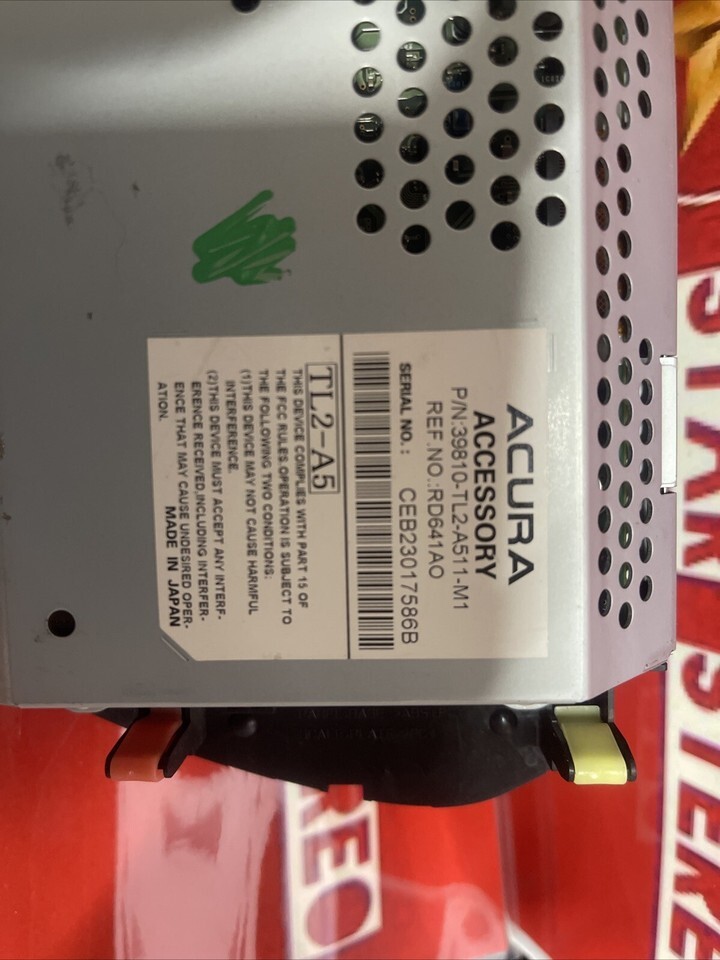 ACURA
ACCESSORY
P/N:39810-TL2-A511-M1
REF.NO.:RD641AO
SERIAL NO.: CEB23017586B
TL2-A5
THIS DEVICE COMPLIES WITH PART 15 OF
THE FCC RULES.OPERATION IS SUBJECT TO
THE FOLLOWING TWO CONDITIONS:
(1)THIS DEVICE MAY NOT CAUSE HARMFUL
INTERFERENCE.
(2)THIS DEVICE MUST ACCEPT ANY INTERF-
ERENCE RECEIVED,INCLUDING INTERFER-
ENCE THAT MAY CAUSE UNDESIRED OPER-
ATION.
MADE IN JAPAN